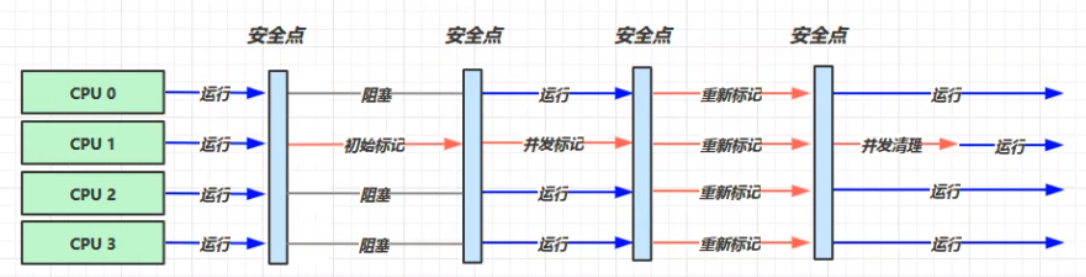 安全点 安全点 安全点 安全点
CPU 0 运行 阻塞 运行 重新标记 运行
CPU 1 运行 初始标记 并发标记 重新标记 并发清理 运行
CPU 2 运行 阻塞 运行 重新标记 运行
CPU 3 运行 阻塞 运行 重新标记 运行